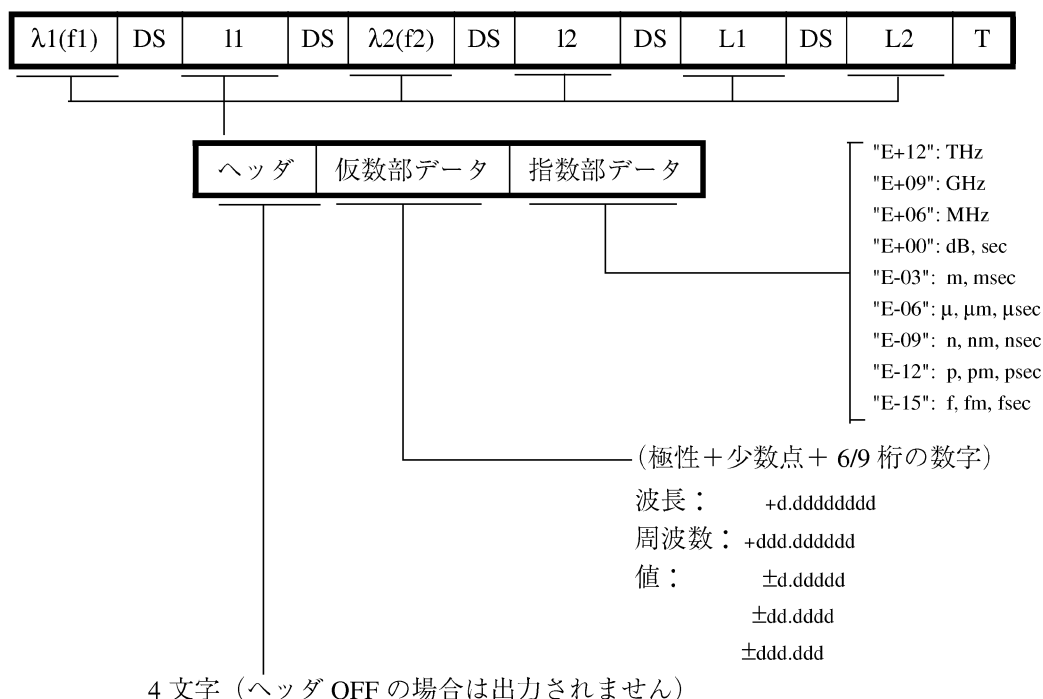 λ1(f1) DS l1 DS λ2(f2) DS l2 DS L1 DS L2 T
ヘッダ 仮数部データ 指数部データ
"E+12": THz
"E+09": GHz
"E+06": MHz
"E+00": dB, sec
"E-03": m, msec
"E-06": μ, μm, μsec
"E-09": n, nm, nsec
"E-12": p, pm, psec
"E-15": f, fm, fsec
(極性＋少数点＋ 6/9 桁の数字)
波長： +d.dddddddd
周波数： +ddd.dddddd
値： ±d.ddddd
±dd.dddd
±ddd.ddd
4 文字（ヘッダ OFF の場合は出力されません）